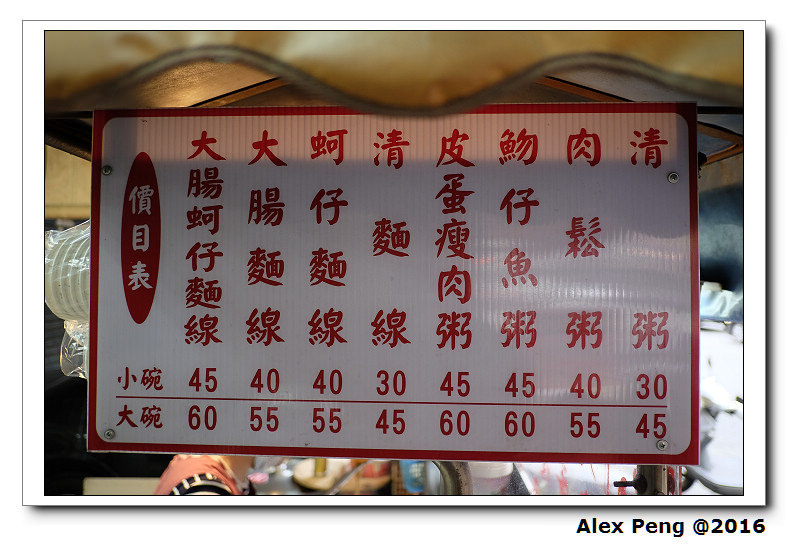 價目表
大腸蚵仔麵線
大腸麵線
蚵仔麵線
清麵線
皮蛋瘦肉粥
魩仔魚粥
肉鬆粥
清粥
小碗 45 40 40 30 45 45 40 30
大碗 60 55 55 45 60 60 55 45
Alex Peng @2016